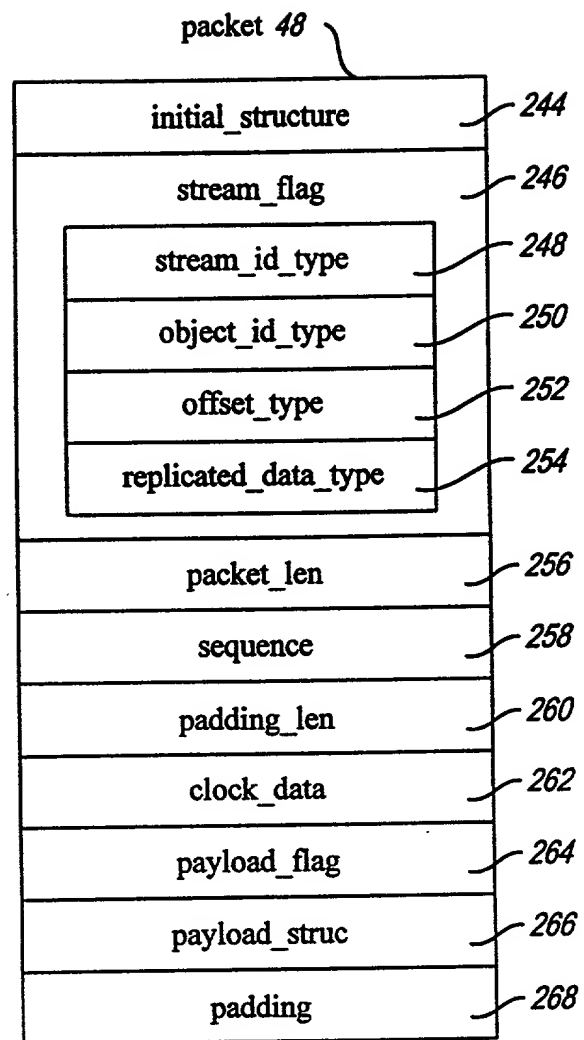 packet 48
initial_structure 244
stream_flag 246
stream_id_type 248
object_id_type 250
offset_type 252
replicated_data_type 254
packet_len 256
sequence 258
padding_len 260
clock_data 262
payload_flag 264
payload_struc 266
padding 268